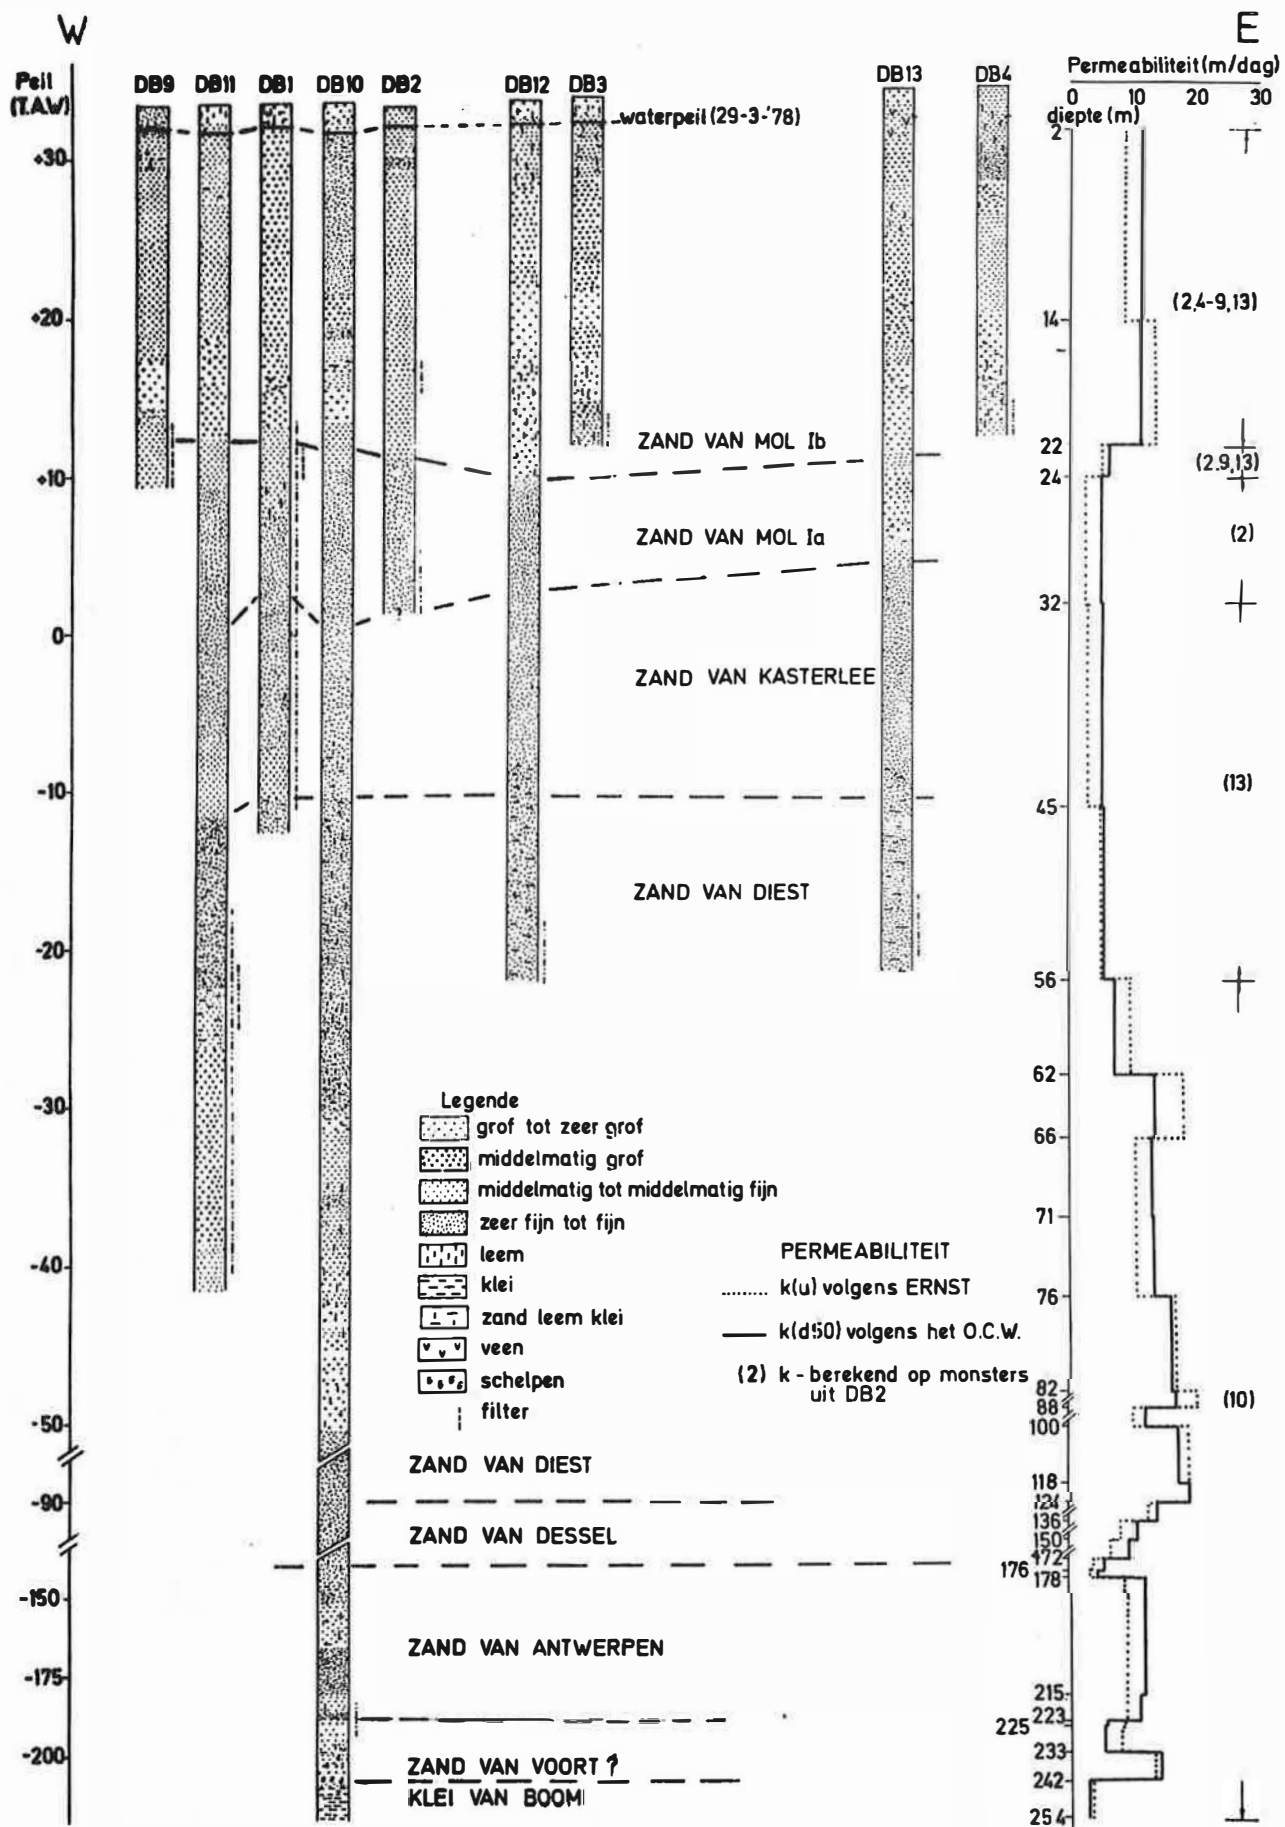 W
E
Peil
(T.A.W)
DB9 DB11 DB1 DB10 DB2 DB12 DB3 DB13 DB4
Permeabiliteit (m/dag)
0 10 20 30
diepte (m)
waterpeil (29-3-'78)
+30
+20
+10
0
-10
-20
-30
-40
-50
-90
-150
-175
-200
ZAND VAN MOL Ib
ZAND VAN MOL Ia
ZAND VAN KASTERLEE
ZAND VAN DIEST
Legende
grof tot zeer grof
middelmatig grof
middelmatig tot middelmatig fijn
zeer fijn tot fijn
leem
klei
zand leem klei
veen
schelpen
filter
PERMEABILITEIT
k(u) volgens ERNST
k(d50) volgens het O.C.W.
(2) k - berekend op monsters
uit DB2
ZAND VAN DIEST
ZAND VAN DESSEL
ZAND VAN ANTWERPEN
ZAND VAN VOORT ?
KLEI VAN BOOM
2
14
22
24
32
45
56
62
66
71
76
82
88
100
118
124
136
150
172
176
178
215
223
225
233
242
254
(2,4-9,13)
(2.9,13)
(2)
(13)
(10)